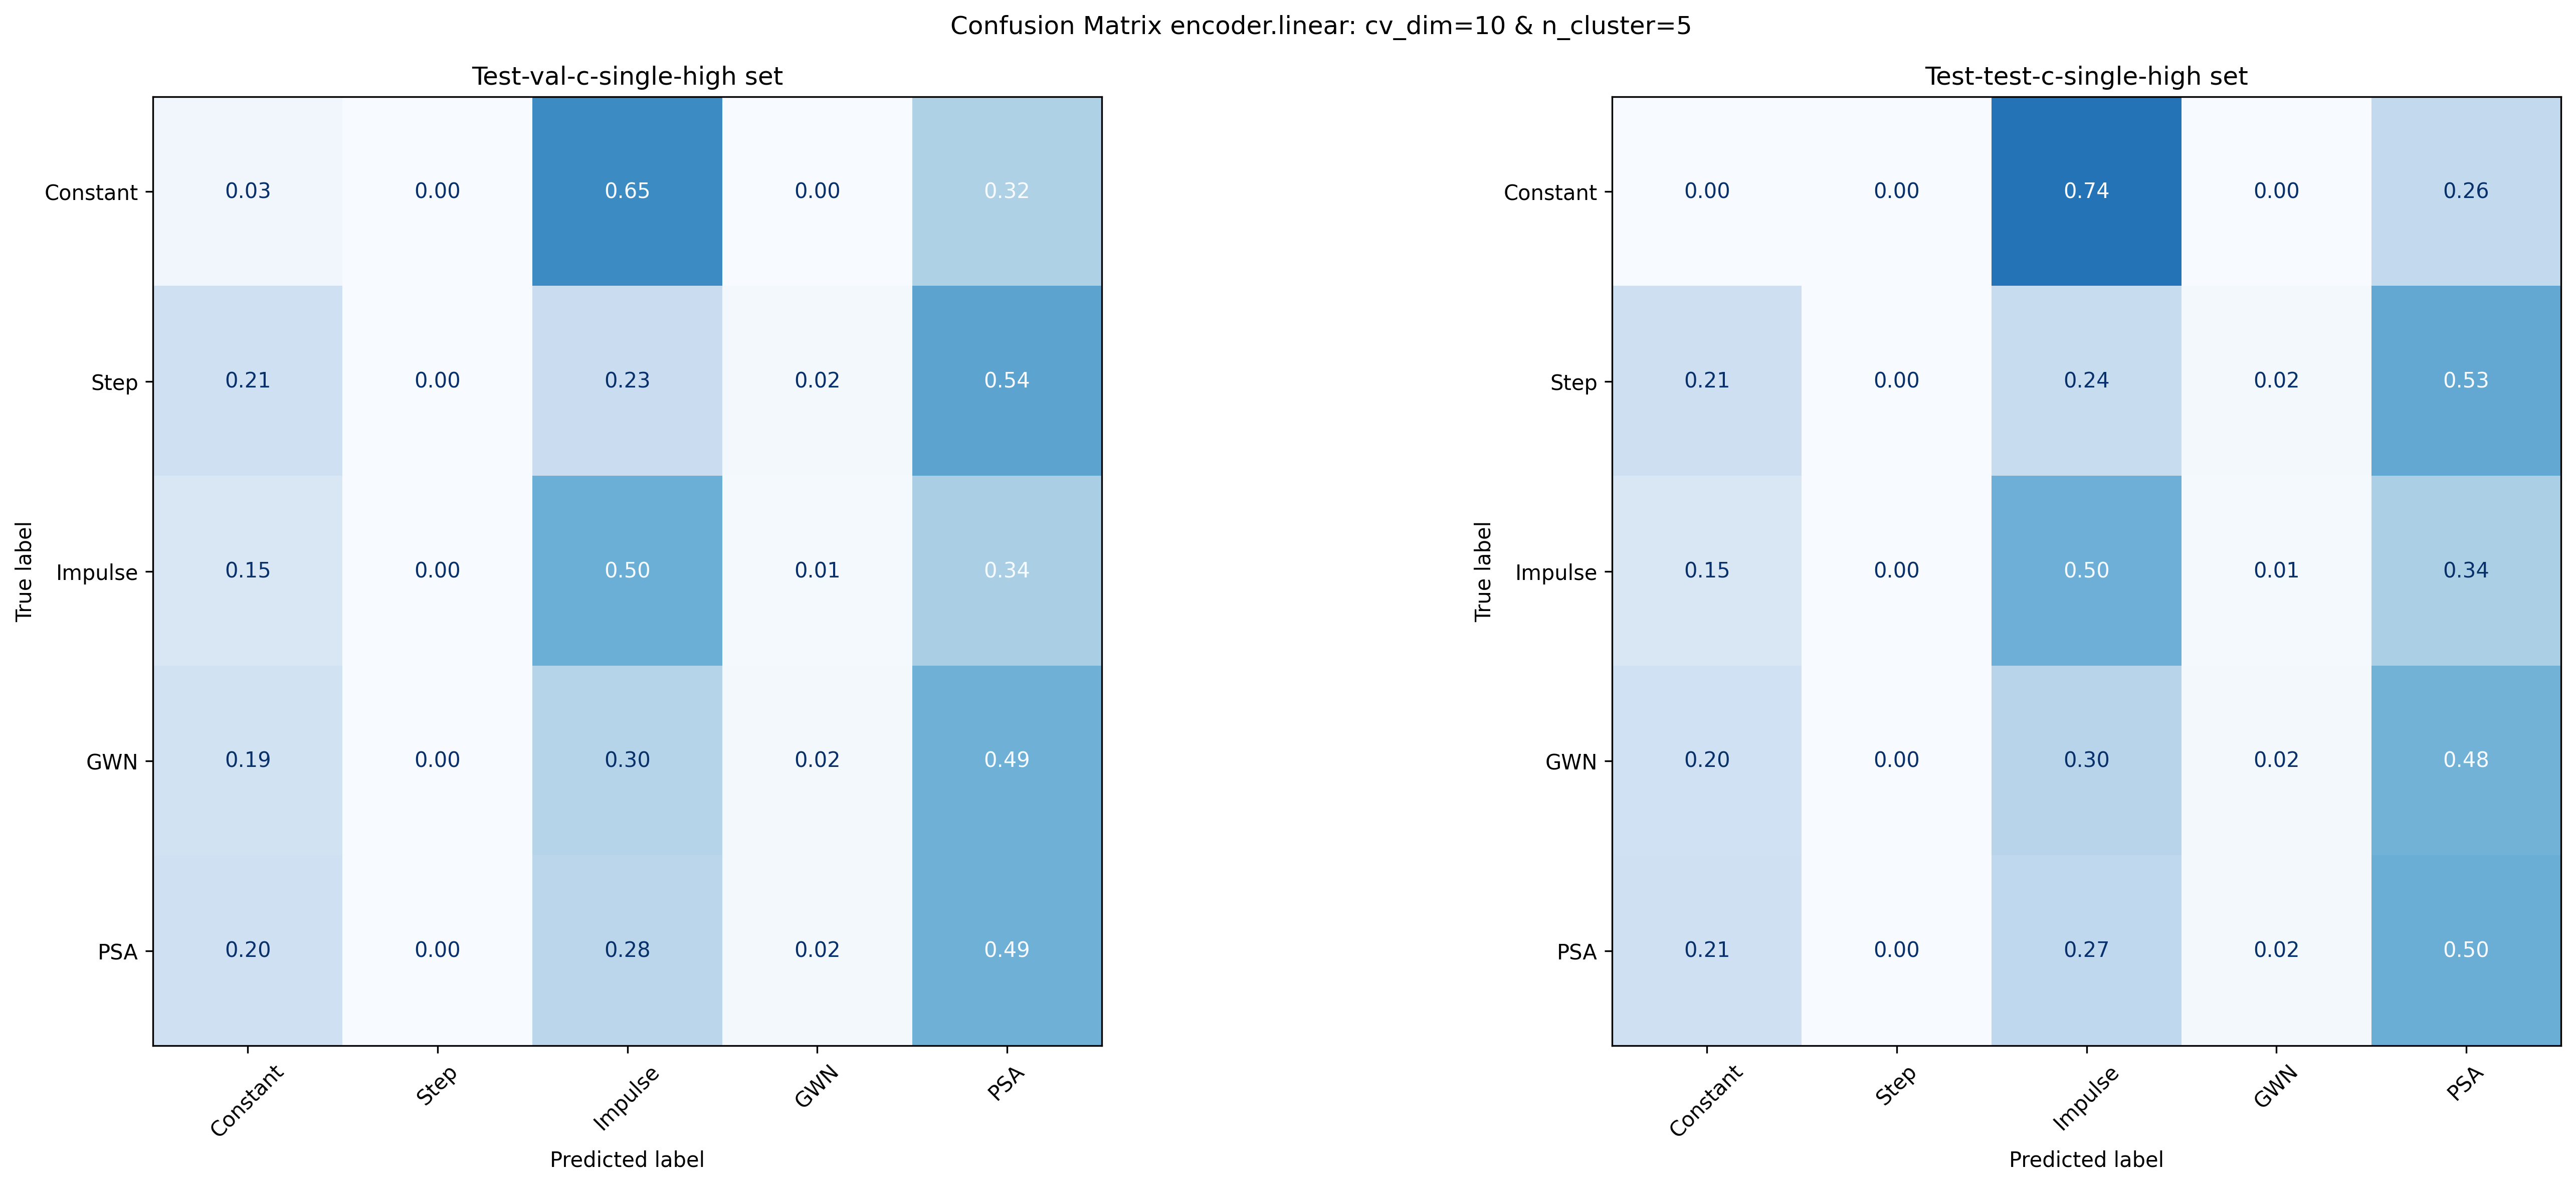 Confusion Matrix encoder.linear: cv_dim=10 & n_cluster=5
Test-val-c-single-high set
True label
Constant 0.03 0.00 0.65 0.00 0.32
Step 0.21 0.00 0.23 0.02 0.54
Impulse 0.15 0.00 0.50 0.01 0.34
GWN 0.19 0.00 0.30 0.02 0.49
PSA 0.20 0.00 0.28 0.02 0.49
Constant Step Impulse GWN PSA
Predicted label
Test-test-c-single-high set
True label
Constant 0.00 0.00 0.74 0.00 0.26
Step 0.21 0.00 0.24 0.02 0.53
Impulse 0.15 0.00 0.50 0.01 0.34
GWN 0.20 0.00 0.30 0.02 0.48
PSA 0.21 0.00 0.27 0.02 0.50
Constant Step Impulse GWN PSA
Predicted label